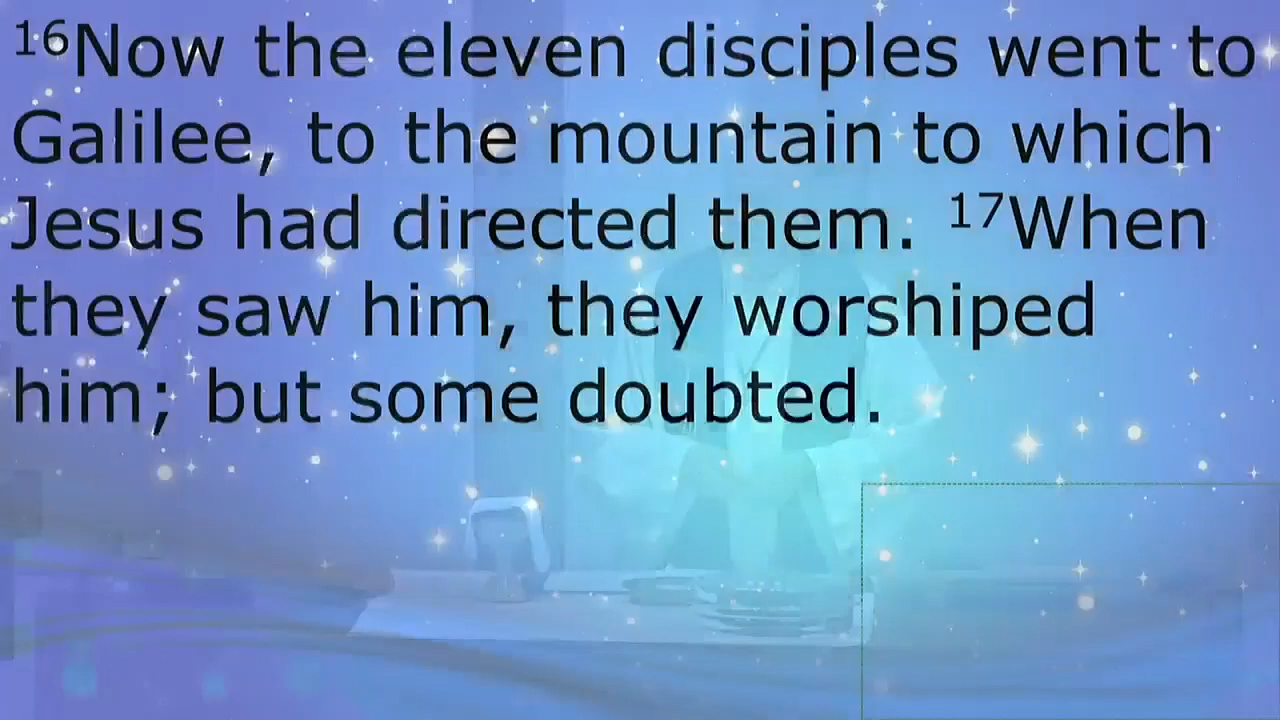 ¹⁶Now the eleven disciples went to
Galilee, to the mountain to which
Jesus had directed them. ¹⁷When
they saw him, they worshiped
him; but some doubted.